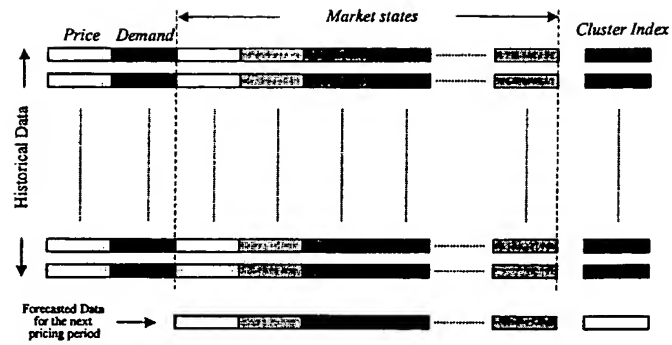 Market states
Price
Demand
Cluster Index
Historical Data
Forecasted Data
for the next
pricing period